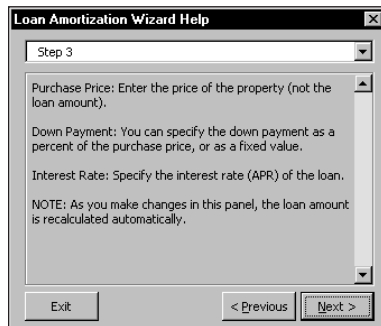 Loan Amortization Wizard Help
Step 3
Purchase Price: Enter the price of the property (not the
loan amount).
Down Payment: You can specify the down payment as a
percent of the purchase price, or as a fixed value.
Interest Rate: Specify the interest rate (APR) of the loan.
NOTE: As you make changes in this panel, the loan amount
is recalculated automatically.
Exit
< Previous
Next >